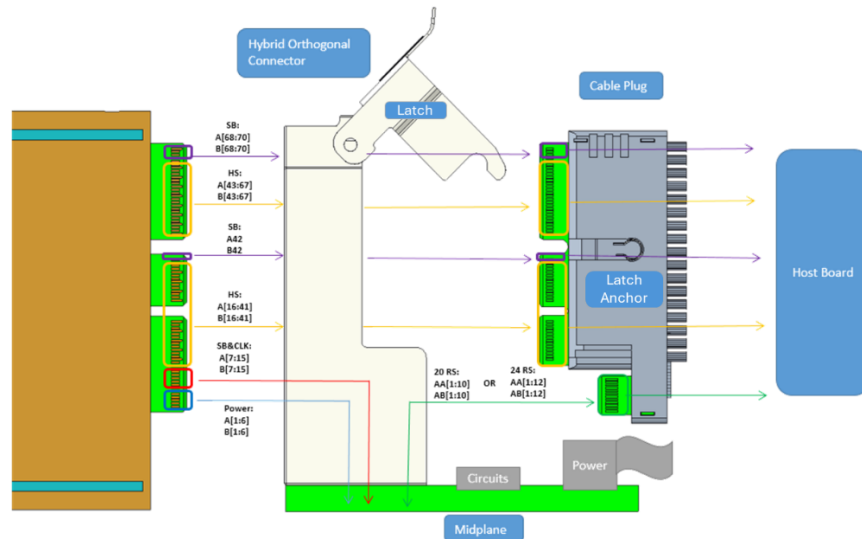 Hybrid Orthogonal
Connector
Latch
Cable Plug
SB:
A[68:70]
B[68:70]
HS:
A[43:67]
B[43:67]
SB:
A42
B42
HS:
A[16:41]
B[16:41]
SB&CLK:
A[7:15]
B[7:15]
Power:
A[1:6]
B[1:6]
20 RS:
AA[1:10]
AB[1:10]
OR
24 RS:
AA[1:12]
AB[1:12]
Latch
Anchor
Host Board
Circuits
Power
Midplane